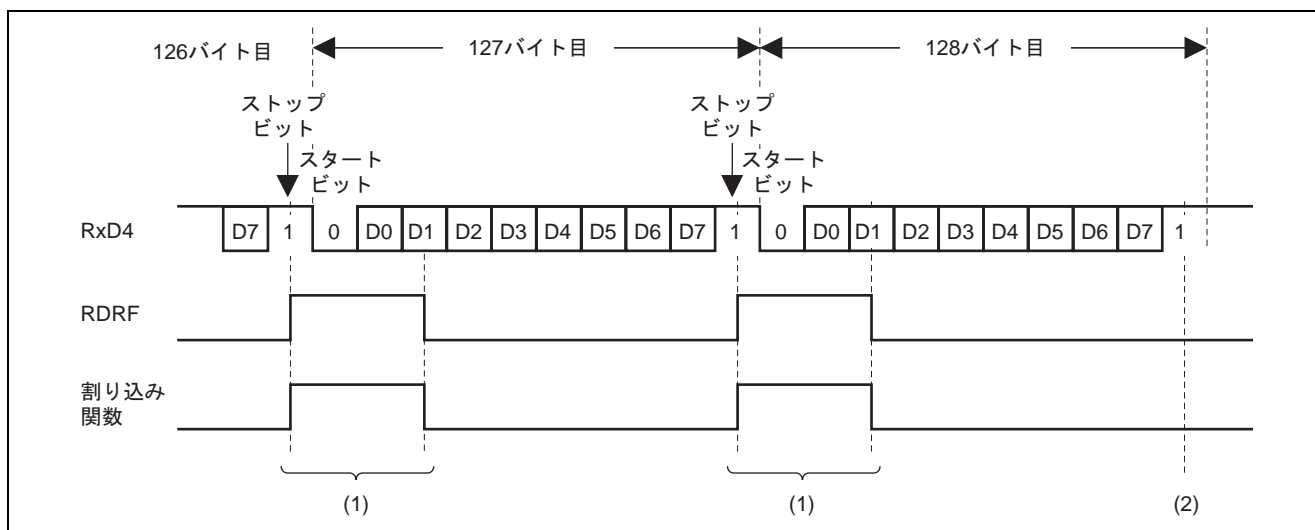 126バイト目 127バイト目 128バイト目
ストップ
ビット
スタート
ビット
ストップ
ビット
スタート
ビット
RxD4 D7 1 0 D0 D1 D2 D3 D4 D5 D6 D7 1 0 D0 D1 D2 D3 D4 D5 D6 D7 1
RDRF
割り込み
関数
(1) (1) (2)